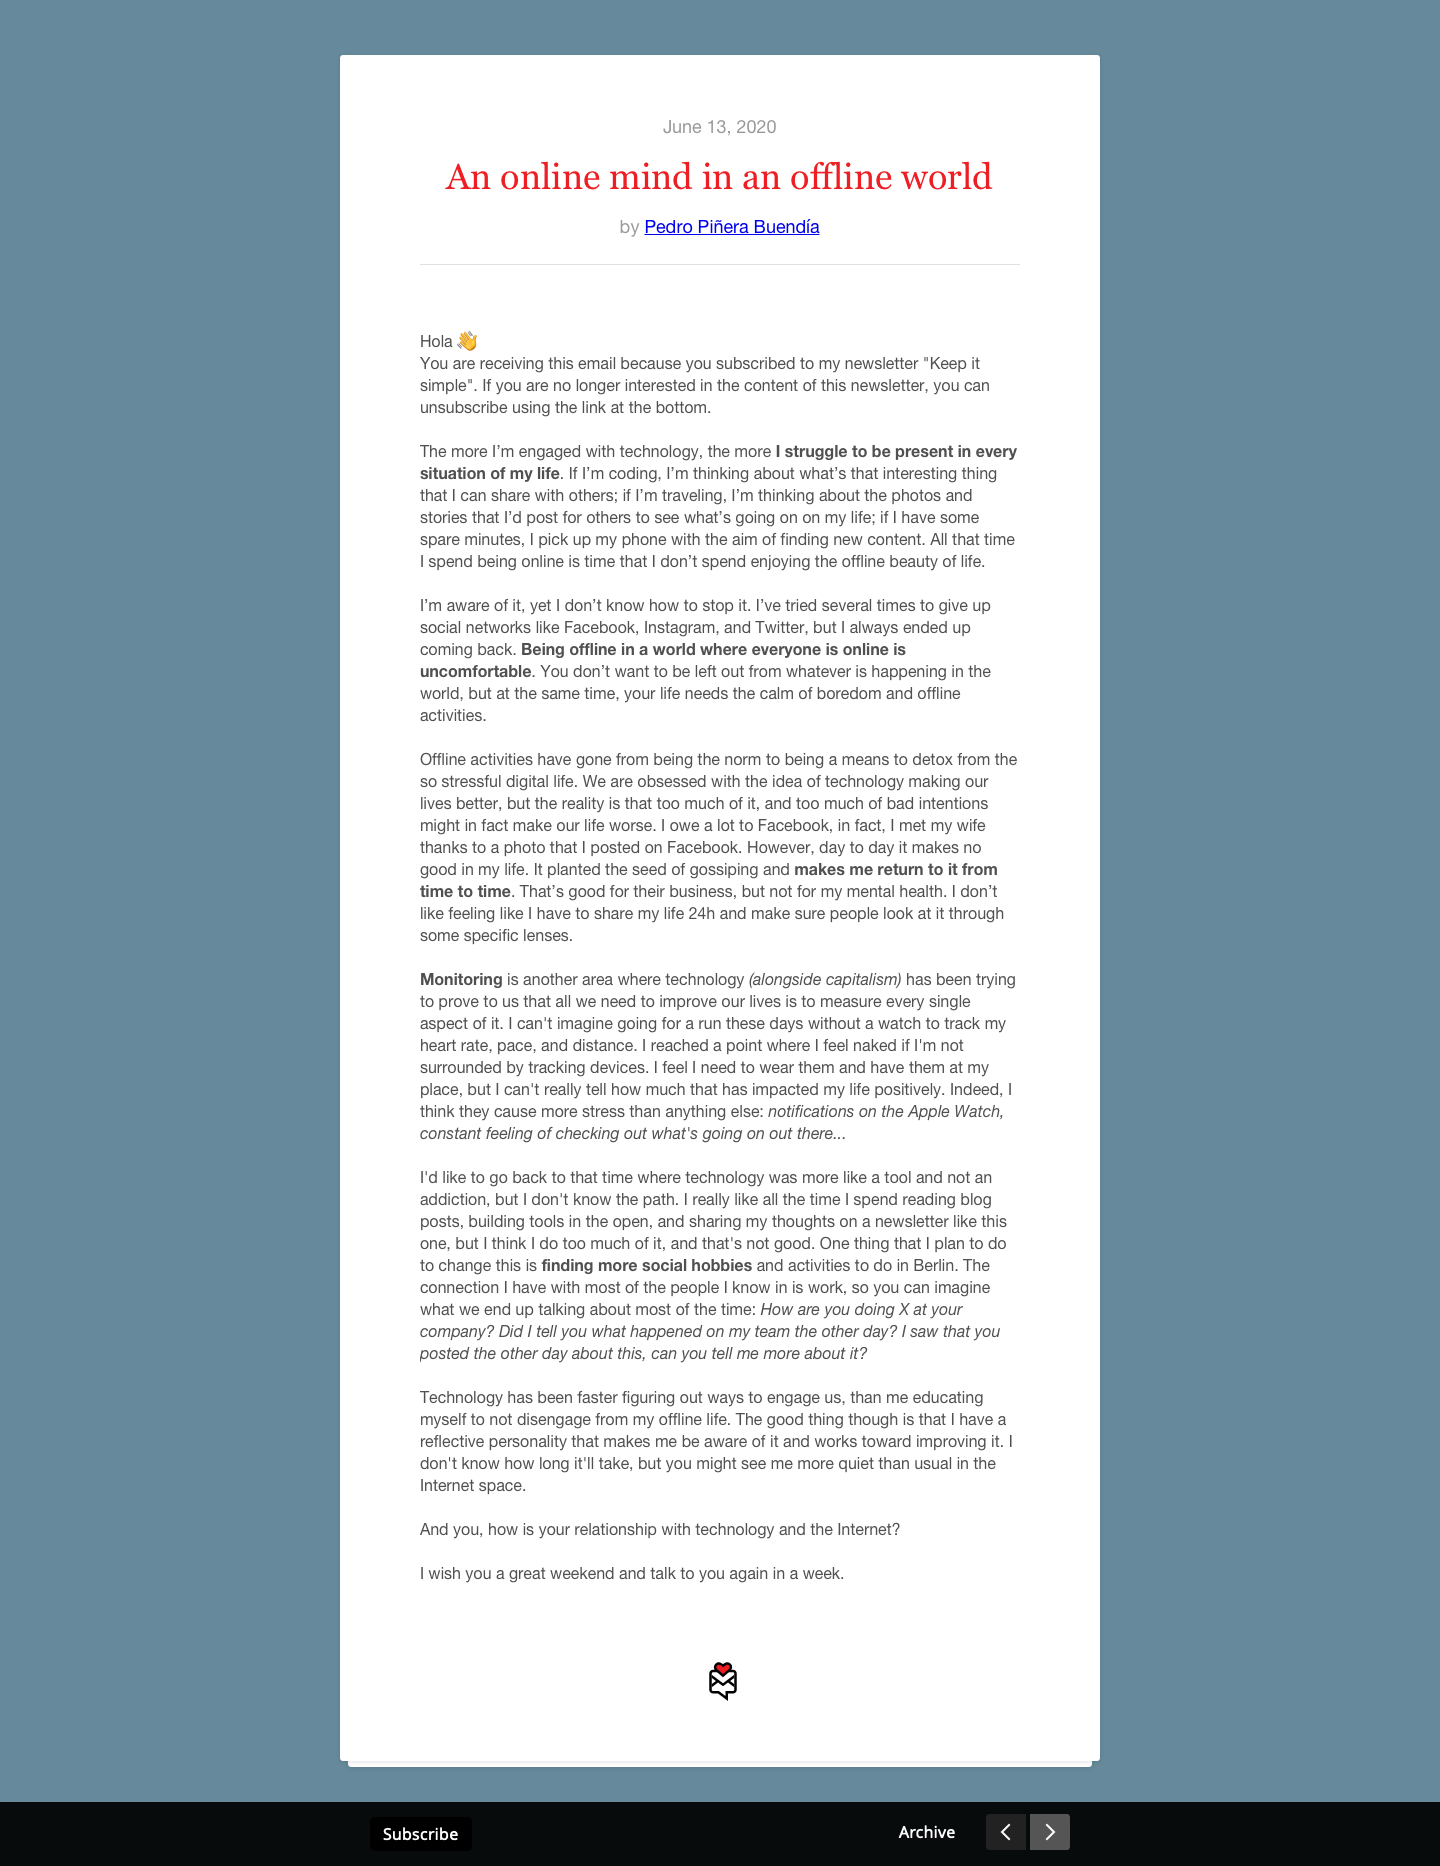 June 13, 2020
An online mind in an offline world
by Pedro Piñera Buendía
Hola 👋
You are receiving this email because you subscribed to my newsletter "Keep it
simple". If you are no longer interested in the content of this newsletter, you can
unsubscribe using the link at the bottom.
The more I’m engaged with technology, the more I struggle to be present in every
situation of my life. If I’m coding, I’m thinking about what’s that interesting thing
that I can share with others; if I’m traveling, I’m thinking about the photos and
stories that I’d post for others to see what’s going on on my life; if I have some
spare minutes, I pick up my phone with the aim of finding new content. All that time
I spend being online is time that I don’t spend enjoying the offline beauty of life.
I’m aware of it, yet I don’t know how to stop it. I’ve tried several times to give up
social networks like Facebook, Instagram, and Twitter, but I always ended up
coming back. Being offline in a world where everyone is online is
uncomfortable. You don’t want to be left out from whatever is happening in the
world, but at the same time, your life needs the calm of boredom and offline
activities.
Offline activities have gone from being the norm to being a means to detox from the
so stressful digital life. We are obsessed with the idea of technology making our
lives better, but the reality is that too much of it, and too much of bad intentions
might in fact make our life worse. I owe a lot to Facebook, in fact, I met my wife
thanks to a photo that I posted on Facebook. However, day to day it makes no
good in my life. It planted the seed of gossiping and makes me return to it from
time to time. That’s good for their business, but not for my mental health. I don’t
like feeling like I have to share my life 24h and make sure people look at it through
some specific lenses.
Monitoring is another area where technology (alongside capitalism) has been trying
to prove to us that all we need to improve our lives is to measure every single
aspect of it. I can't imagine going for a run these days without a watch to track my
heart rate, pace, and distance. I reached a point where I feel naked if I'm not
surrounded by tracking devices. I feel I need to wear them and have them at my
place, but I can't really tell how much that has impacted my life positively. Indeed, I
think they cause more stress than anything else: notifications on the Apple Watch,
constant feeling of checking out what's going on out there...
I'd like to go back to that time where technology was more like a tool and not an
addiction, but I don't know the path. I really like all the time I spend reading blog
posts, building tools in the open, and sharing my thoughts on a newsletter like this
one, but I think I do too much of it, and that's not good. One thing that I plan to do
to change this is finding more social hobbies and activities to do in Berlin. The
connection I have with most of the people I know in is work, so you can imagine
what we end up talking about most of the time: How are you doing X at your
company? Did I tell you what happened on my team the other day? I saw that you
posted the other day about this, can you tell me more about it?
Technology has been faster figuring out ways to engage us, than me educating
myself to not disengage from my offline life. The good thing though is that I have a
reflective personality that makes me be aware of it and works toward improving it. I
don't know how long it'll take, but you might see me more quiet than usual in the
Internet space.
And you, how is your relationship with technology and the Internet?
I wish you a great weekend and talk to you again in a week.
Subscribe
Archive